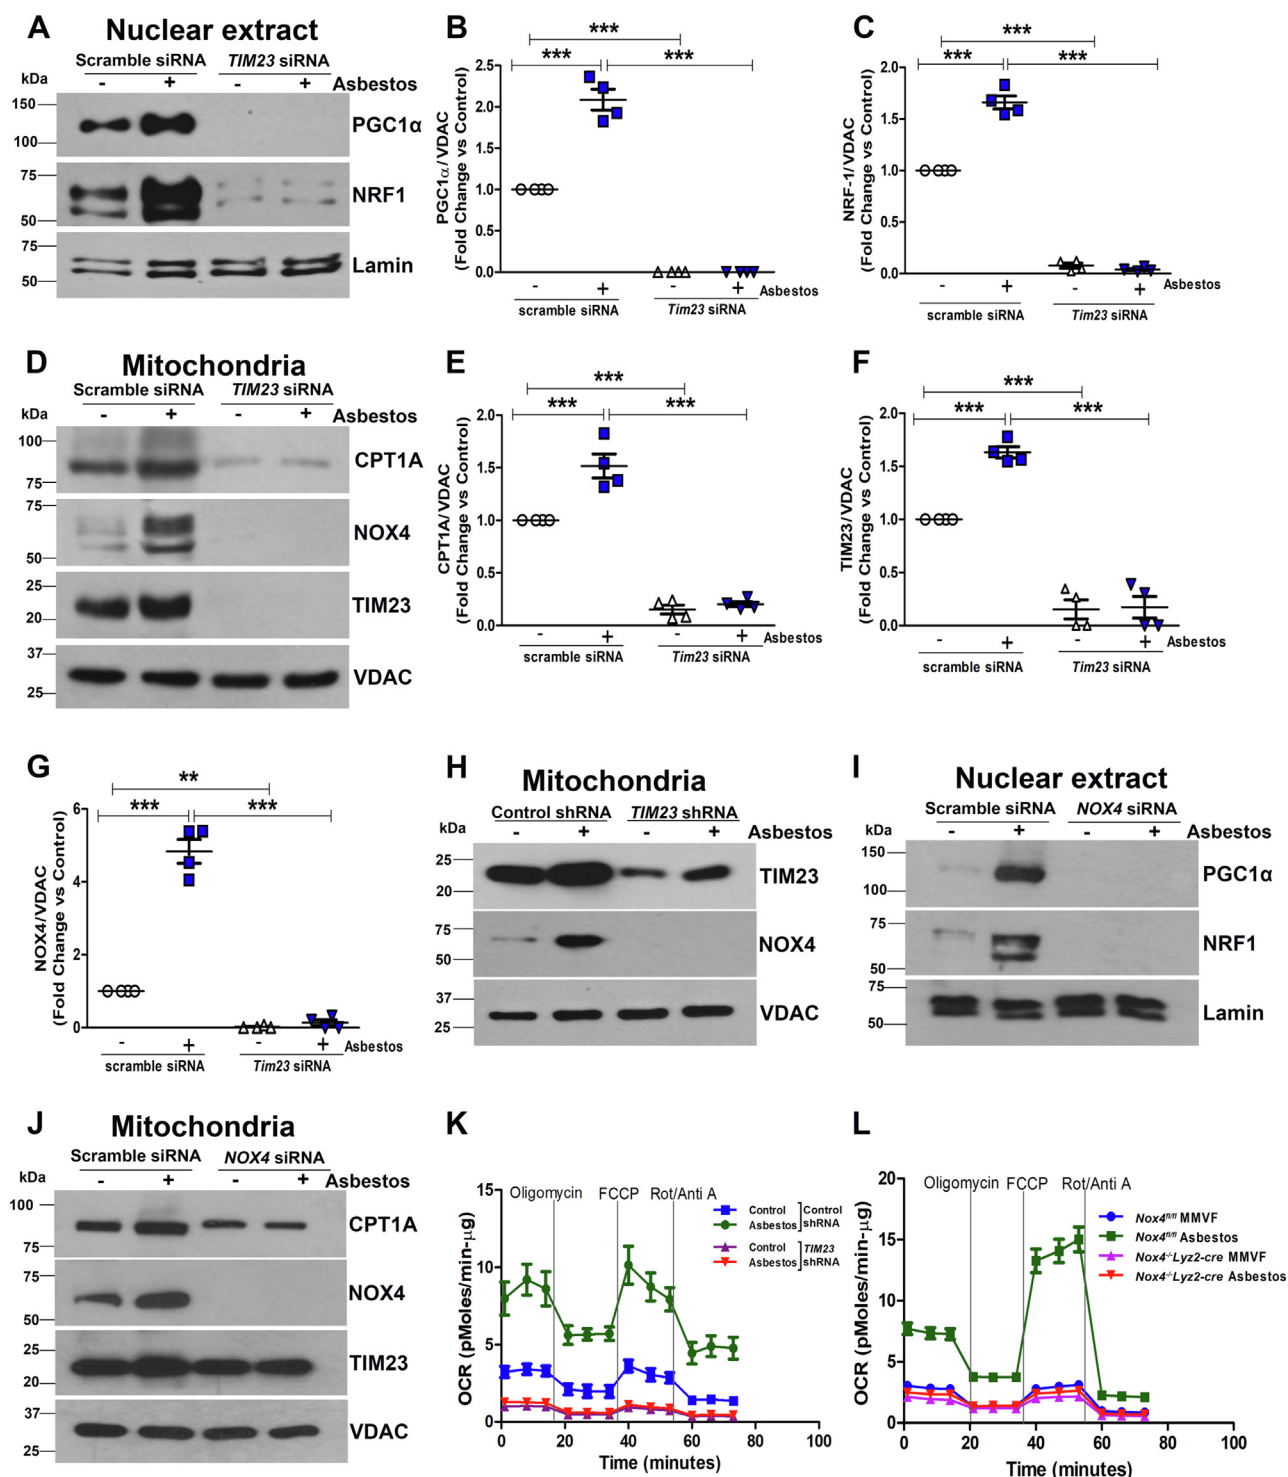 A
Nuclear extract
Scramble siRNA TIM23 siRNA
kDa
- + - + Asbestos
150
100
PGC1α
75
50
NRF1
75
50
Lamin
B
***
*** ***
PGC1α/VDAC
(Fold Change vs Control)
2.5
2.0
1.5
1.0
0.5
0.0
- + - + Asbestos
scramble siRNA Tim23 siRNA
C
***
*** ***
NRF-1/VDAC
(Fold Change vs Control)
2.0
1.5
1.0
0.5
0.0
- + - + Asbestos
scramble siRNA Tim23 siRNA
D
Mitochondria
Scramble siRNA TIM23 siRNA
kDa
- + - + Asbestos
100
75
CPT1A
75
50
NOX4
25
20
TIM23
37
25
VDAC
E
***
*** ***
CPT1A/VDAC
(Fold Change vs Control)
2.0
1.5
1.0
0.5
0.0
- + - + Asbestos
scramble siRNA Tim23 siRNA
F
***
*** ***
TIM23/VDAC
(Fold Change vs Control)
2.0
1.5
1.0
0.5
0.0
- + - + Asbestos
scramble siRNA Tim23 siRNA
G
**
*** ***
NOX4/VDAC
(Fold Change vs Control)
6
4
2
0
- + - + Asbestos
scramble siRNA Tim23 siRNA
H
Mitochondria
Control shRNA TIM23 shRNA
kDa
- + - + Asbestos
25
20
TIM23
75
50
NOX4
37
25
VDAC
I
Nuclear extract
Scramble siRNA NOX4 siRNA
kDa
- + - + Asbestos
150
100
PGC1α
75
50
NRF1
75
50
Lamin
J
Mitochondria
Scramble siRNA NOX4 siRNA
kDa
- + - + Asbestos
100
75
CPT1A
75
50
NOX4
25
20
TIM23
37
25
VDAC
K
Oligomycin FCCP Rot/Anti A
Control
Asbestos
Control
shRNA
Control
Asbestos
TIM23
shRNA
OCR (pMoles/min-μg)
15
10
5
0
0 20 40 60 80 100
Time (minutes)
L
Oligomycin FCCP Rot/Anti A
Nox4fl/fl MMVF
Nox4fl/fl Asbestos
Nox4-/-Lyz2-cre MMVF
Nox4-/-Lyz2-cre Asbestos
OCR (pMoles/min-μg)
20
15
10
5
0
0 20 40 60 80 100
Time (minutes)